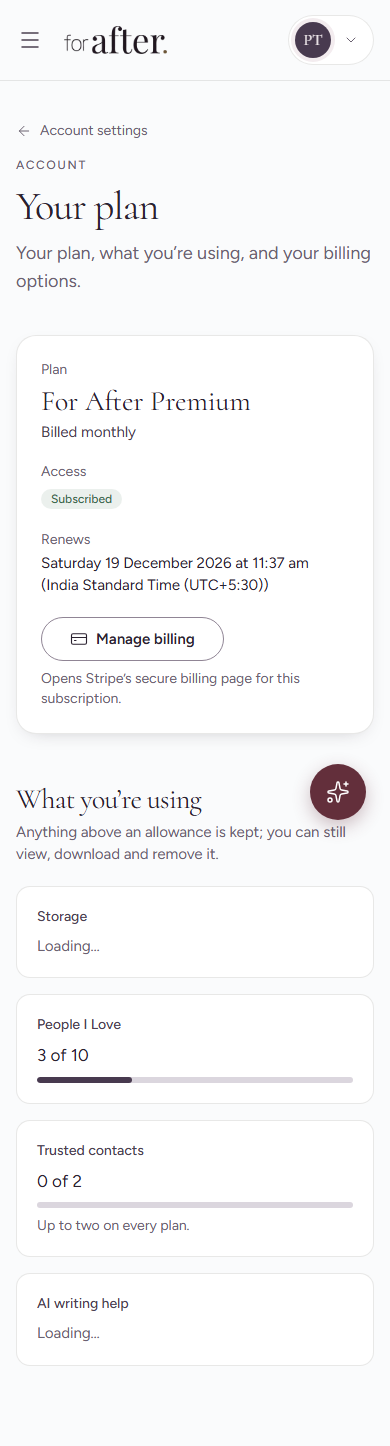 for after.
PT
Account settings
ACCOUNT
Your plan
Your plan, what you’re using, and your billing
options.
Plan
For After Premium
Billed monthly
Access
Subscribed
Renews
Saturday 19 December 2026 at 11:37 am
(India Standard Time (UTC+5:30))
Manage billing
Opens Stripe’s secure billing page for this
subscription.
What you’re using
Anything above an allowance is kept; you can still
view, download and remove it.
Storage
Loading…
People I Love
3 of 10
Trusted contacts
0 of 2
Up to two on every plan.
AI writing help
Loading…